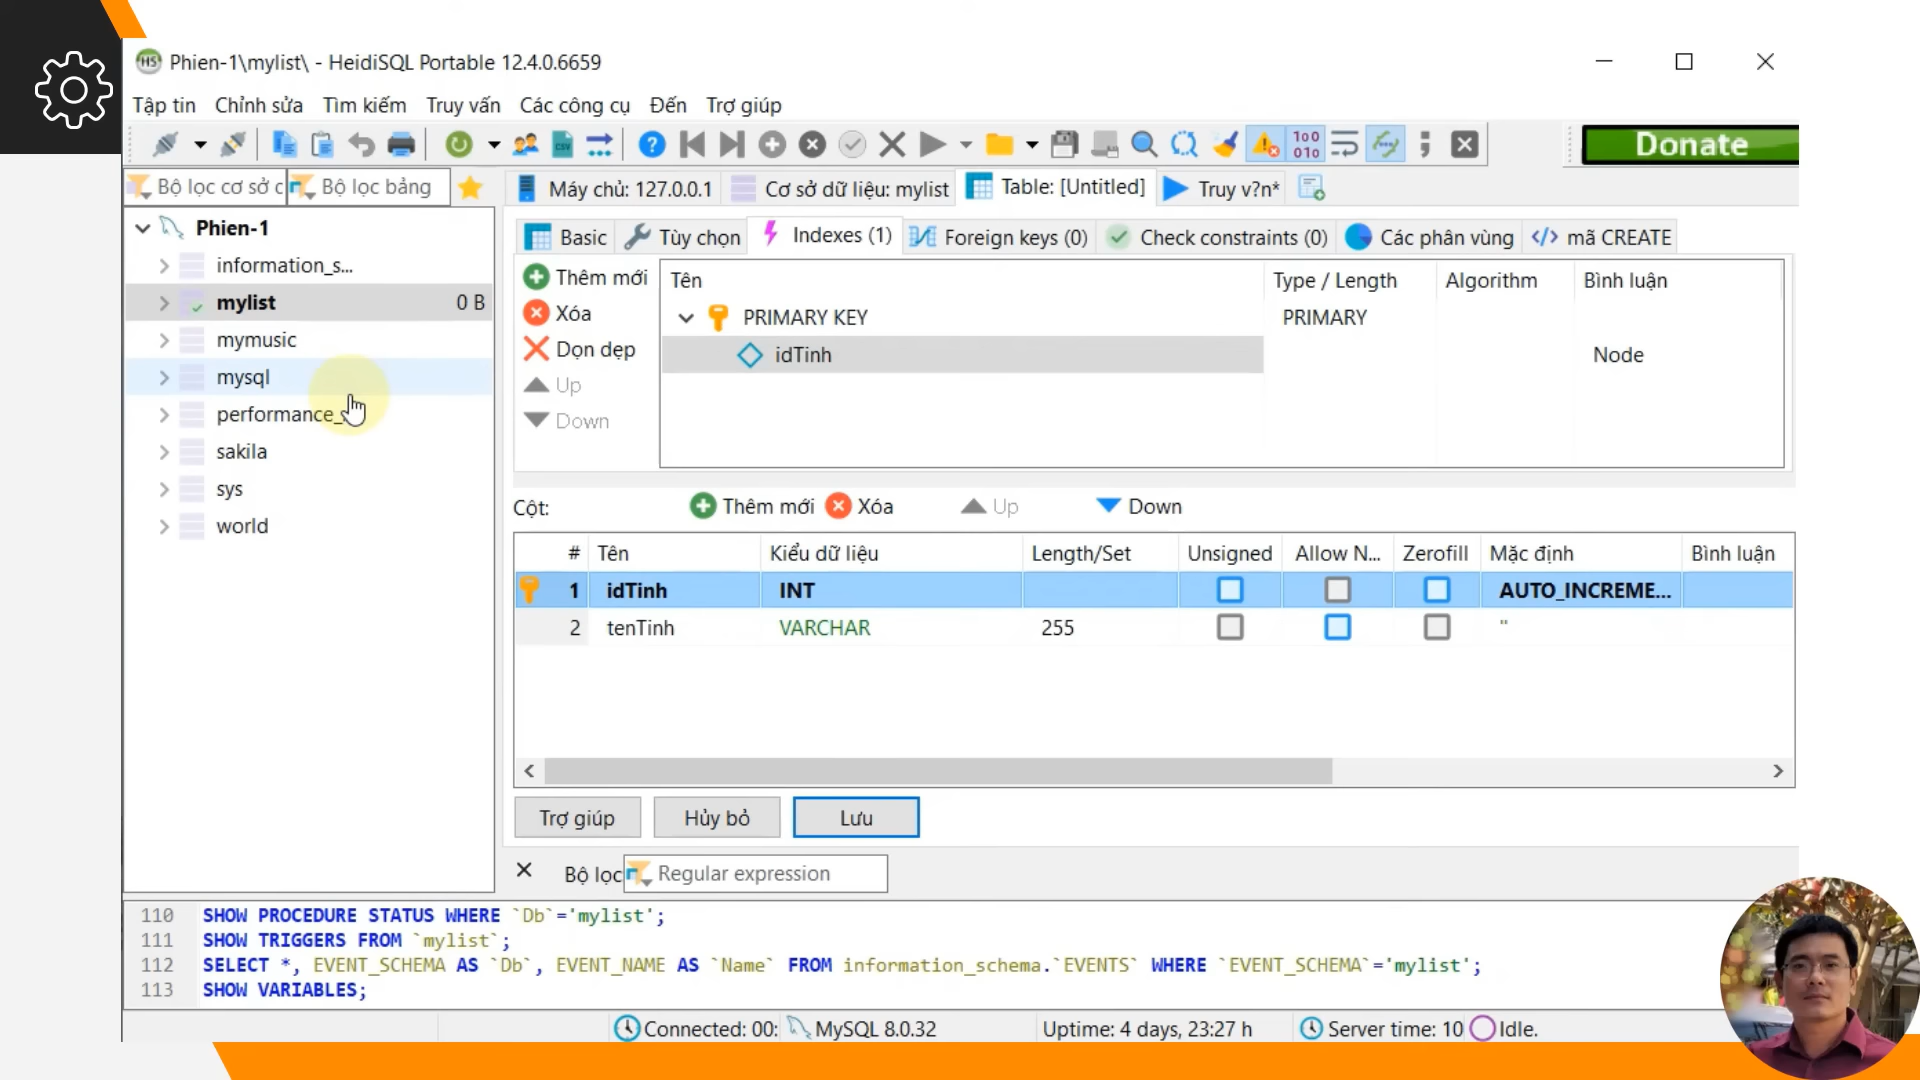 Phien-1\mylist\ - HeidiSQL Portable 12.4.0.6659
Tập tin Chỉnh sửa Tìm kiếm Truy vấn Các công cụ Đến Trợ giúp
Donate
Bộ lọc cơ sở c Bộ lọc bảng
Máy chủ: 127.0.0.1 Cơ sở dữ liệu: mylist Table: [Untitled] Truy v?n*
Phien-1
information_s...
mylist 0 B
mymusic
mysql
performance_
sakila
sys
world
Basic Tùy chọn Indexes (1) Foreign keys (0) Check constraints (0) Các phân vùng mã CREATE
Thêm mới
Xóa
Dọn dẹp
Up
Down
Tên Type / Length Algorithm Bình luận
PRIMARY KEY PRIMARY
idTinh Node
Cột: Thêm mới Xóa Up Down
# Tên Kiểu dữ liệu Length/Set Unsigned Allow N... Zerofill Mặc định Bình luận
1 idTinh INT AUTO_INCREME...
2 tenTinh VARCHAR 255 ''
Trợ giúp Hủy bỏ Lưu
Bộ lọc Regular expression
110 SHOW PROCEDURE STATUS WHERE `Db`='mylist';
111 SHOW TRIGGERS FROM `mylist`;
112 SELECT *, EVENT_SCHEMA AS `Db`, EVENT_NAME AS `Name` FROM information_schema.`EVENTS` WHERE `EVENT_SCHEMA`='mylist';
113 SHOW VARIABLES;
Connected: 00: MySQL 8.0.32 Uptime: 4 days, 23:27 h Server time: 10 Idle.